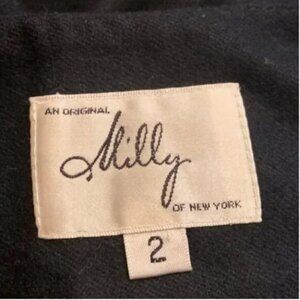 AN ORIGINAL
Milly
OF NEW YORK
2